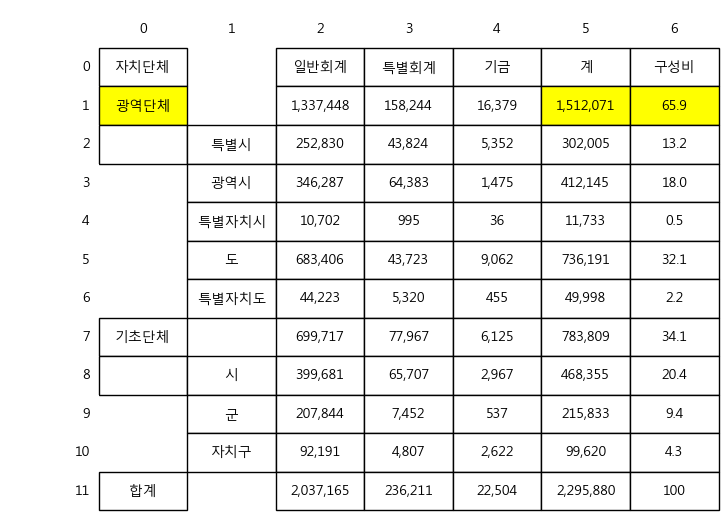 0 1 2 3 4 5 6
0 자치단체 일반회계 특별회계 기금 계 구성비
1 광역단체 1,337,448 158,244 16,379 1,512,071 65.9
2 특별시 252,830 43,824 5,352 302,005 13.2
3 광역시 346,287 64,383 1,475 412,145 18.0
4 특별자치시 10,702 995 36 11,733 0.5
5 도 683,406 43,723 9,062 736,191 32.1
6 특별자치도 44,223 5,320 455 49,998 2.2
7 기초단체 699,717 77,967 6,125 783,809 34.1
8 시 399,681 65,707 2,967 468,355 20.4
9 군 207,844 7,452 537 215,833 9.4
10 자치구 92,191 4,807 2,622 99,620 4.3
11 합계 2,037,165 236,211 22,504 2,295,880 100